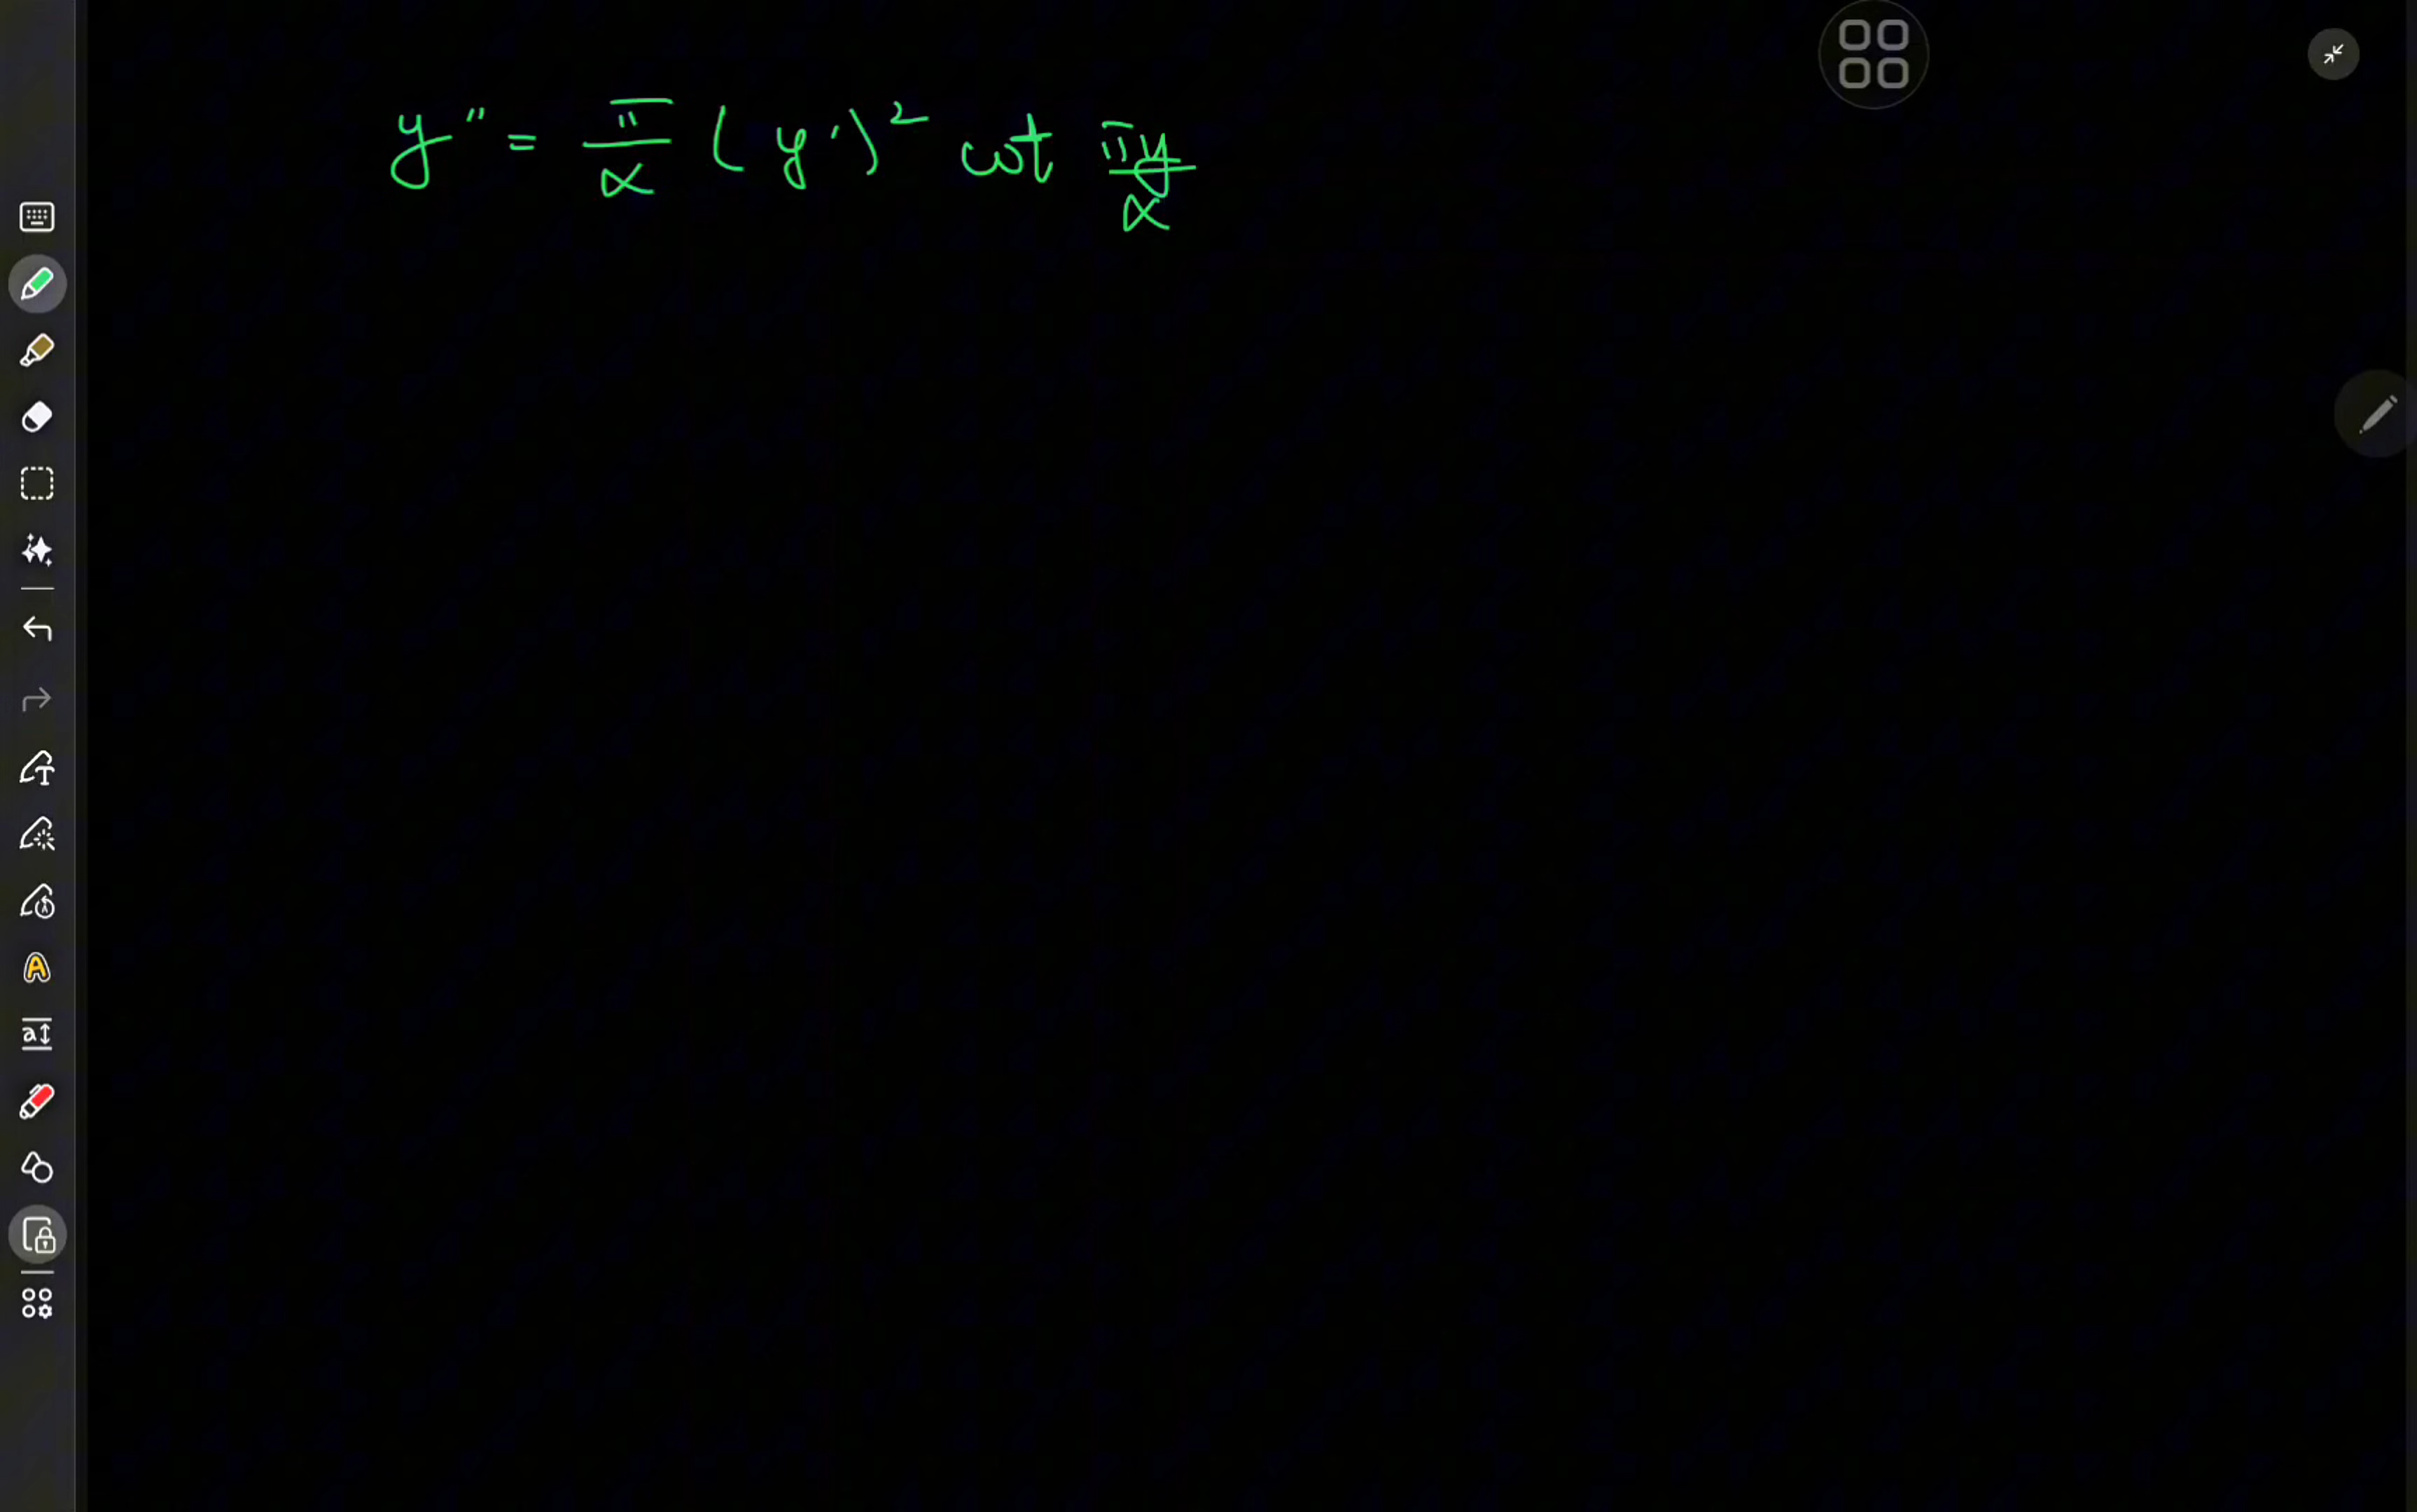 y'' = π/α (y')² cot πy/α